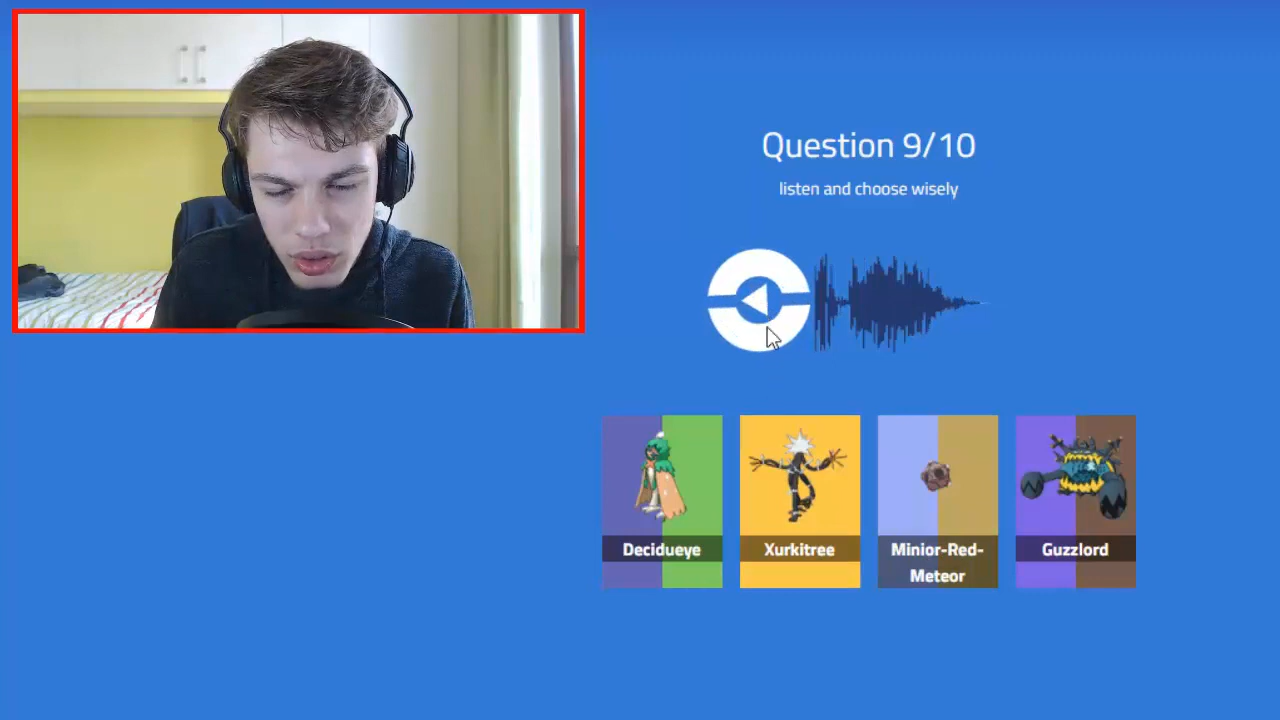 Question 9/10
listen and choose wisely
Decidueye
Xurkitree
Minior-Red-
Meteor
Guzzlord